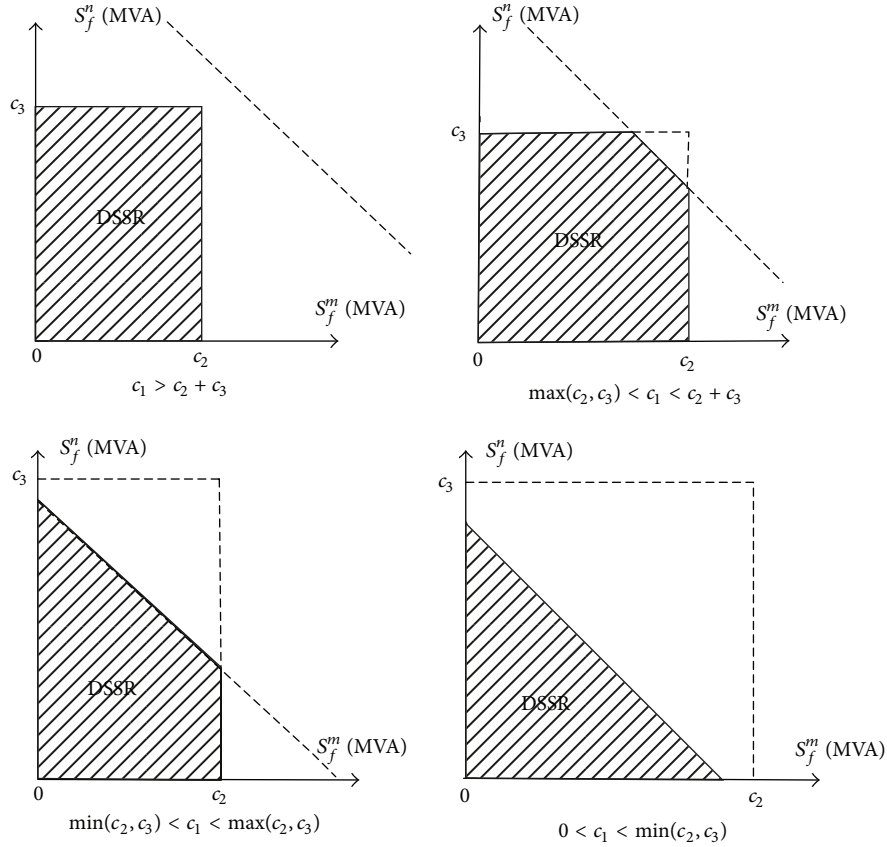 S_f^n (MVA)
c_3
DSSR
S_f^m (MVA)
0
c_2
c_1 > c_2 + c_3
S_f^n (MVA)
c_3
DSSR
S_f^m (MVA)
0
c_2
max(c_2, c_3) < c_1 < c_2 + c_3
S_f^n (MVA)
c_3
DSSR
S_f^m (MVA)
0
c_2
min(c_2, c_3) < c_1 < max(c_2, c_3)
S_f^n (MVA)
c_3
DSSR
S_f^m (MVA)
0
c_2
0 < c_1 < min(c_2, c_3)